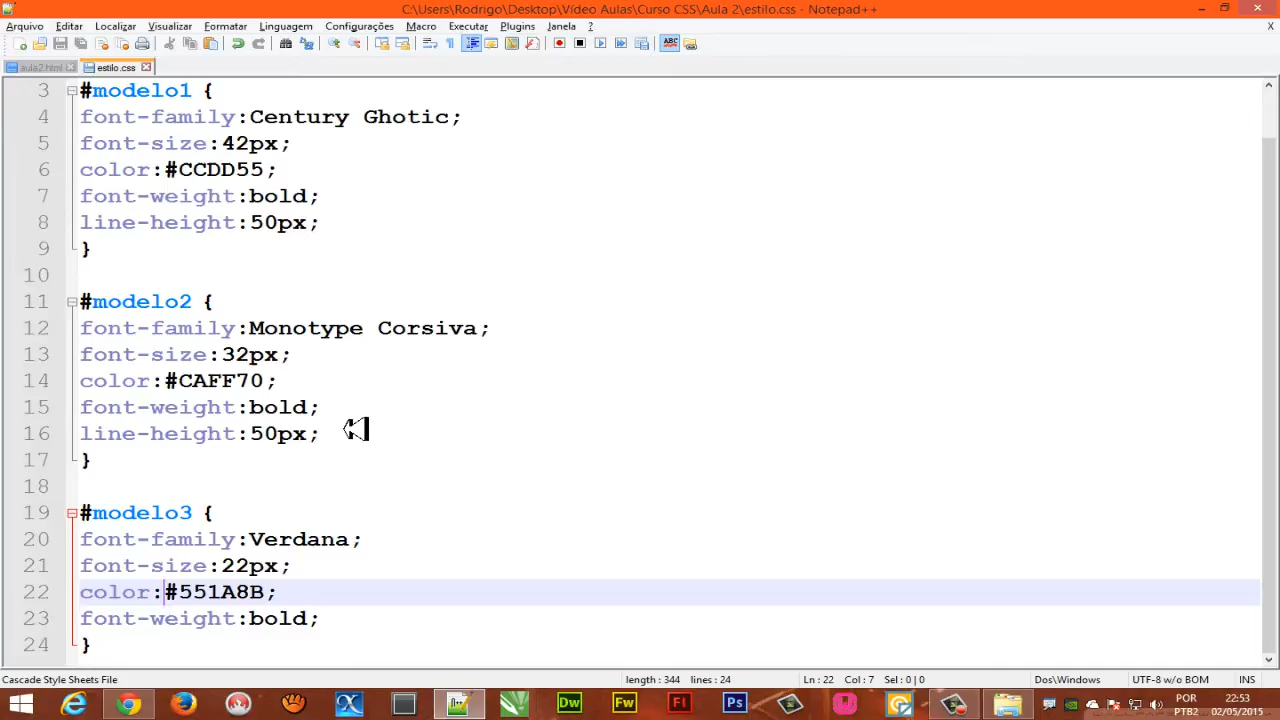 C:\Users\Rodrigo\Desktop\Vídeo Aulas\Curso CSS\Aula 2\estilo.css - Notepad++
Arquivo Editar Localizar Visualizar Formatar Linguagem Configurações Macro Executar Plugins Janela ? X
aula2.html estilo.css
3 #modelo1 {
4 font-family:Century Ghotic;
5 font-size:42px;
6 color:#CCDD55;
7 font-weight:bold;
8 line-height:50px;
9 }
10
11 #modelo2 {
12 font-family:Monotype Corsiva;
13 font-size:32px;
14 color:#CAFF70;
15 font-weight:bold;
16 line-height:50px;
17 }
18
19 #modelo3 {
20 font-family:Verdana;
21 font-size:22px;
22 color:#551A8B;
23 font-weight:bold;
24 }
Cascade Style Sheets File length : 344 lines : 24 Ln : 22 Col : 7 Sel : 0 | 0 Dos\Windows UTF-8 w/o BOM INS
Dw Fw Fl Ps POR 22:53
PTB2 02/05/2015